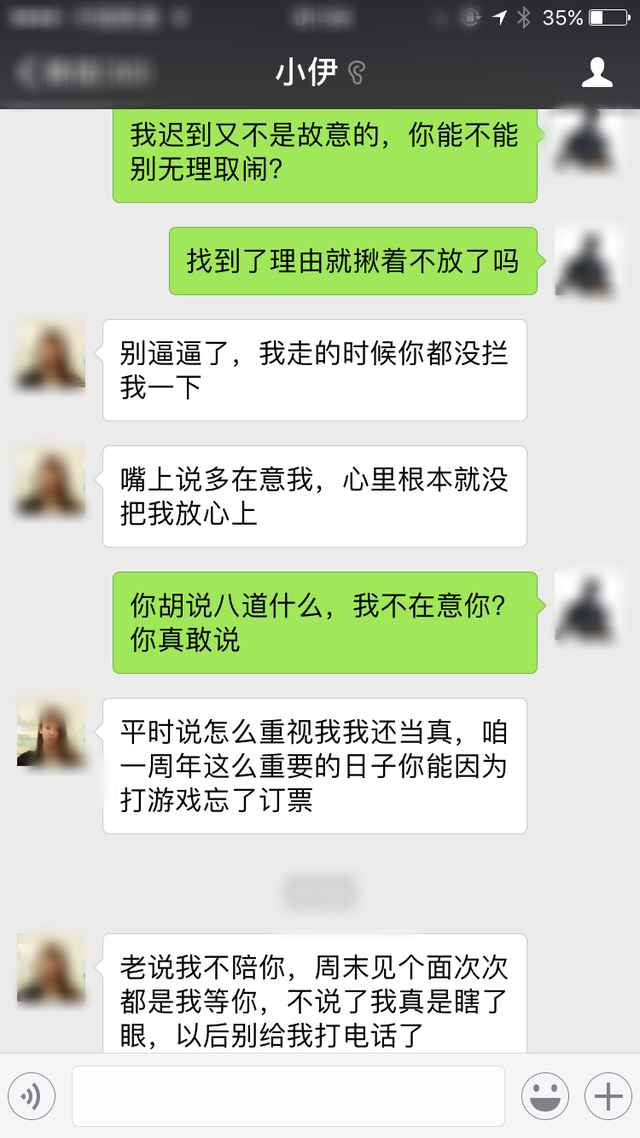 35%
小伊
我迟到又不是故意的，你能不能
别无理取闹？
找到了理由就揪着不放了吗
别逼逼了，我走的时候你都没拦
我一下
嘴上说多在意我，心里根本就没
把我放心上
你胡说八道什么，我不在意你？
你真敢说
平时说怎么重视我我还当真，咱
一周年这么重要的日子你能因为
打游戏忘了订票
老说我不陪你，周末见个面次次
都是我等你，不说了我真是瞎了
眼，以后别给我打电话了